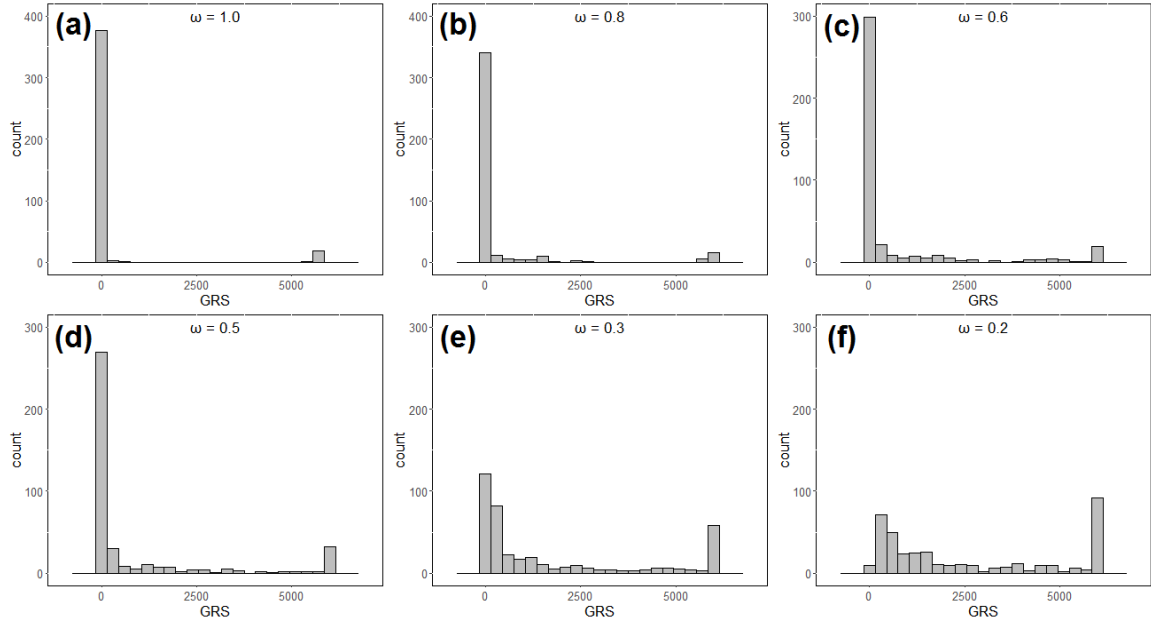 (a)
ω = 1.0
400
300
200
100
0
count
0 2500 5000
GRS
(b)
ω = 0.8
400
300
200
100
0
count
0 2500 5000
GRS
(c)
ω = 0.6
300
200
100
0
count
0 2500 5000
GRS
(d)
ω = 0.5
300
200
100
0
count
0 2500 5000
GRS
(e)
ω = 0.3
300
200
100
0
count
0 2500 5000
GRS
(f)
ω = 0.2
300
200
100
0
count
0 2500 5000
GRS